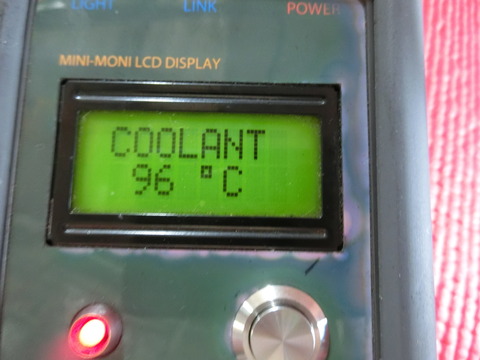 LIGHT LINK POWER
MINI-MONI LCD DISPLAY
COOLANT
96 °C